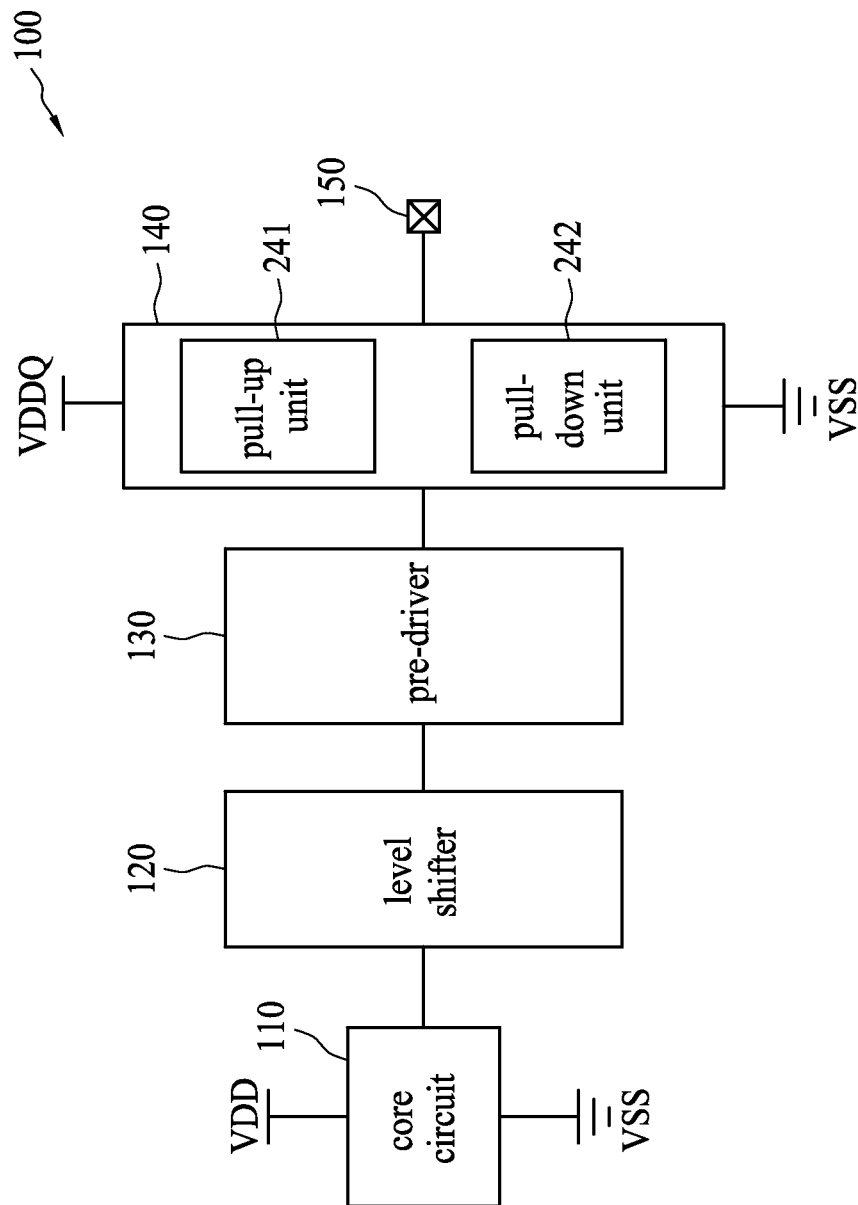 100
VDD
110
core
circuit
VSS
120
level
shifter
130
pre-driver
VDDQ
140
pull-up
unit
241
pull-
down
unit
242
VSS
150